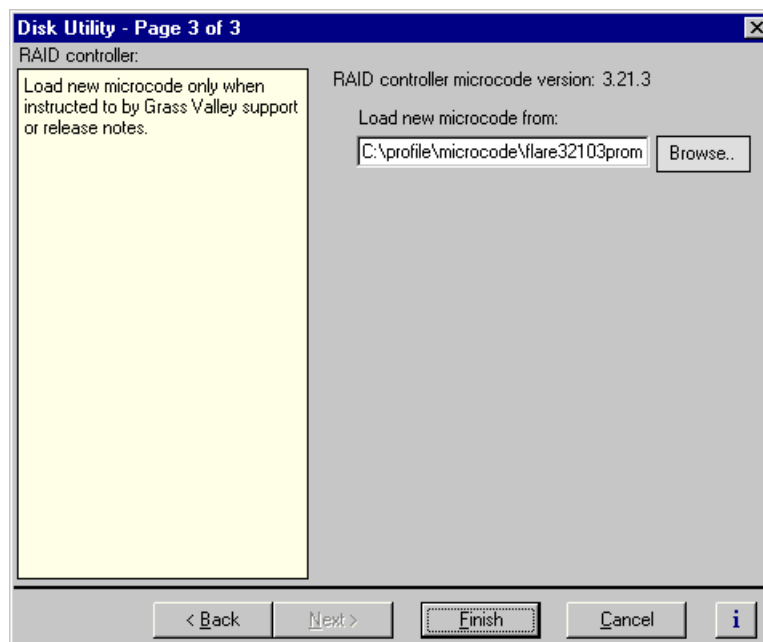 Disk Utility - Page 3 of 3
RAID controller:
Load new microcode only when
instructed to by Grass Valley support
or release notes.
RAID controller microcode version: 3.21.3
Load new microcode from:
C:\profile\microcode\flare32103prom
Browse..
< Back
Next >
Finish
Cancel
i